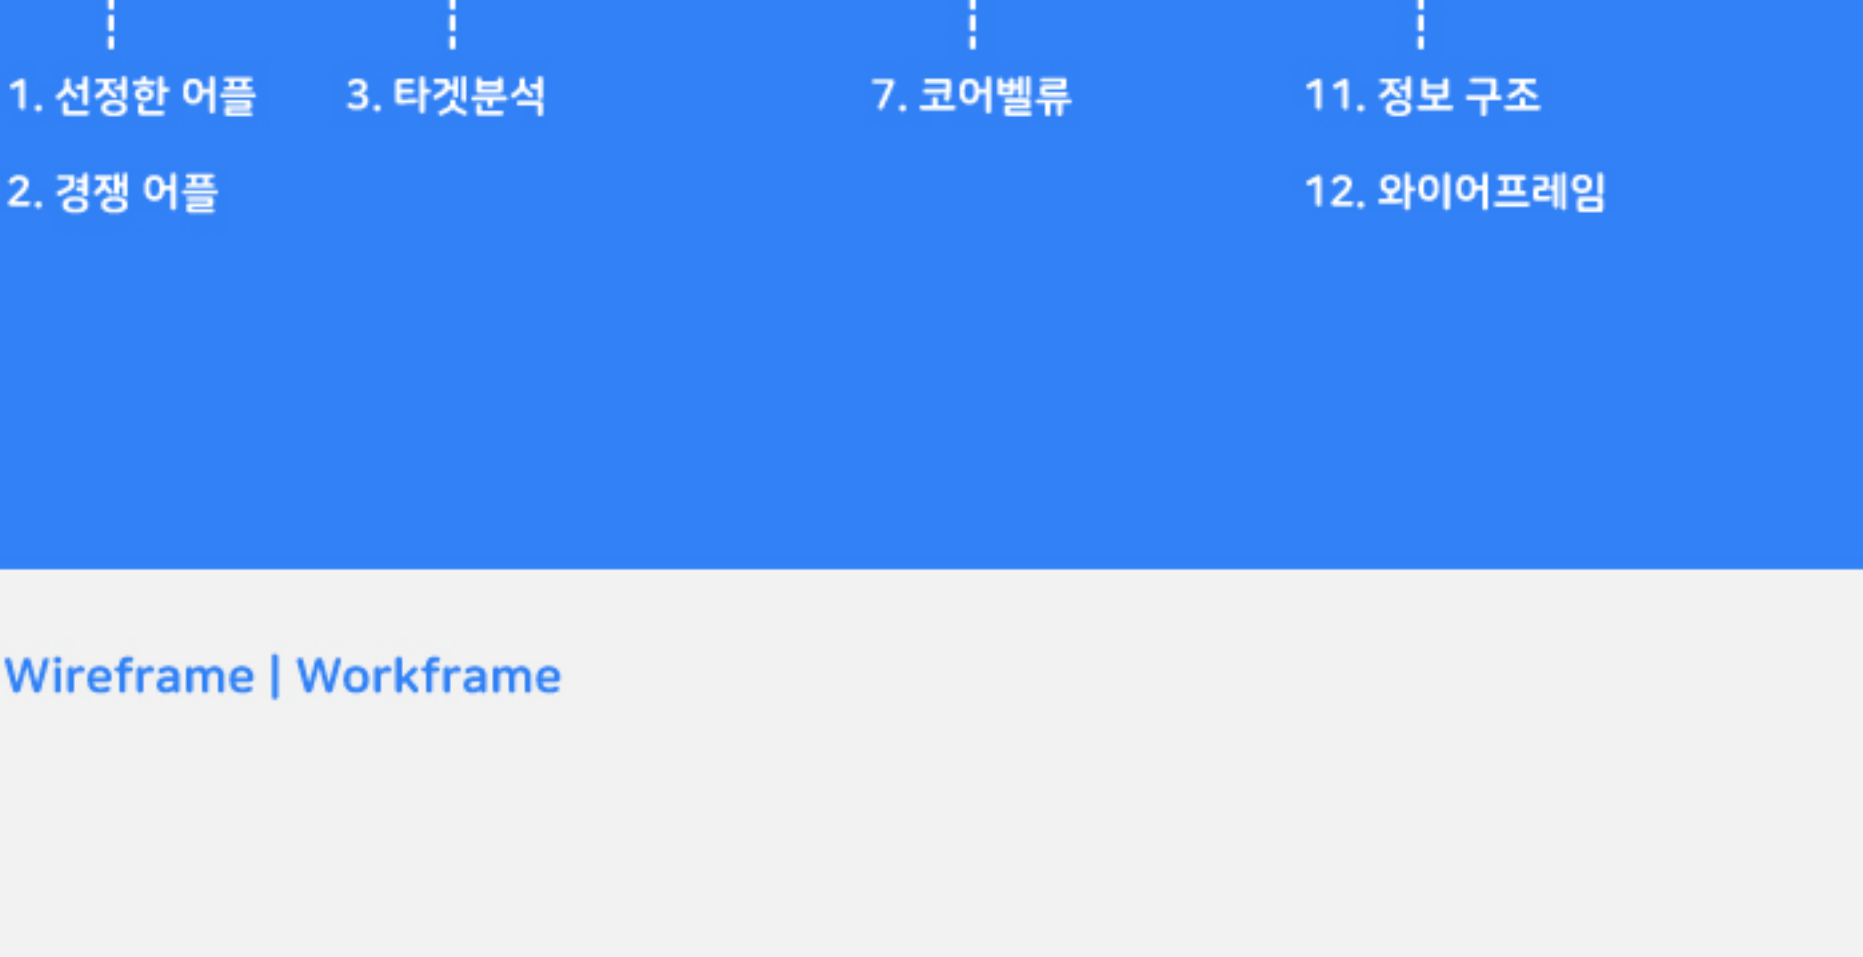 1. 선정한 어플
2. 경쟁 어플
3. 타겟분석
7. 코어벨류
11. 정보 구조
12. 와이어프레임
Wireframe | Workframe